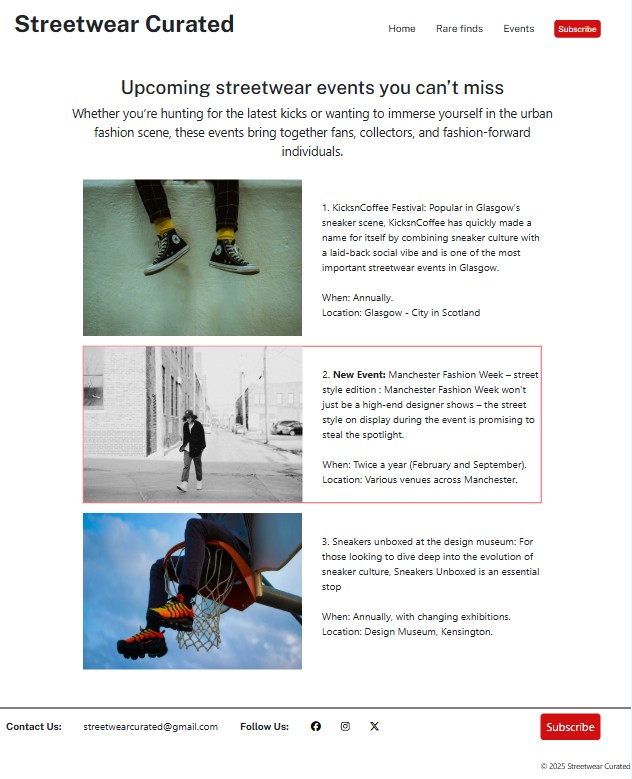 Streetwear Curated
Home Rare finds Events Subscribe
Upcoming streetwear events you can't miss
Whether you're hunting for the latest kicks or wanting to immerse yourself in the urban
fashion scene, these events bring together fans, collectors, and fashion-forward
individuals.
1. KicksnCoffee Festival: Popular in Glasgow's
sneaker scene, KicksnCoffee has quickly made a
name for itself by combining sneaker culture with
a laid-back social vibe and is one of the most
important streetwear events in Glasgow.
When: Annually.
Location: Glasgow - City in Scotland
2. New Event: Manchester Fashion Week – street
style edition : Manchester Fashion Week won't
just be a high-end designer shows – the street
style on display during the event is promising to
steal the spotlight.
When: Twice a year (February and September).
Location: Various venues across Manchester.
3. Sneakers unboxed at the design museum: For
those looking to dive deep into the evolution of
sneaker culture, Sneakers Unboxed is an essential
stop
When: Annually, with changing exhibitions.
Location: Design Museum, Kensington.
Contact Us: streetwearcurated@gmail.com Follow Us: Subscribe
© 2025 Streetwear Curated